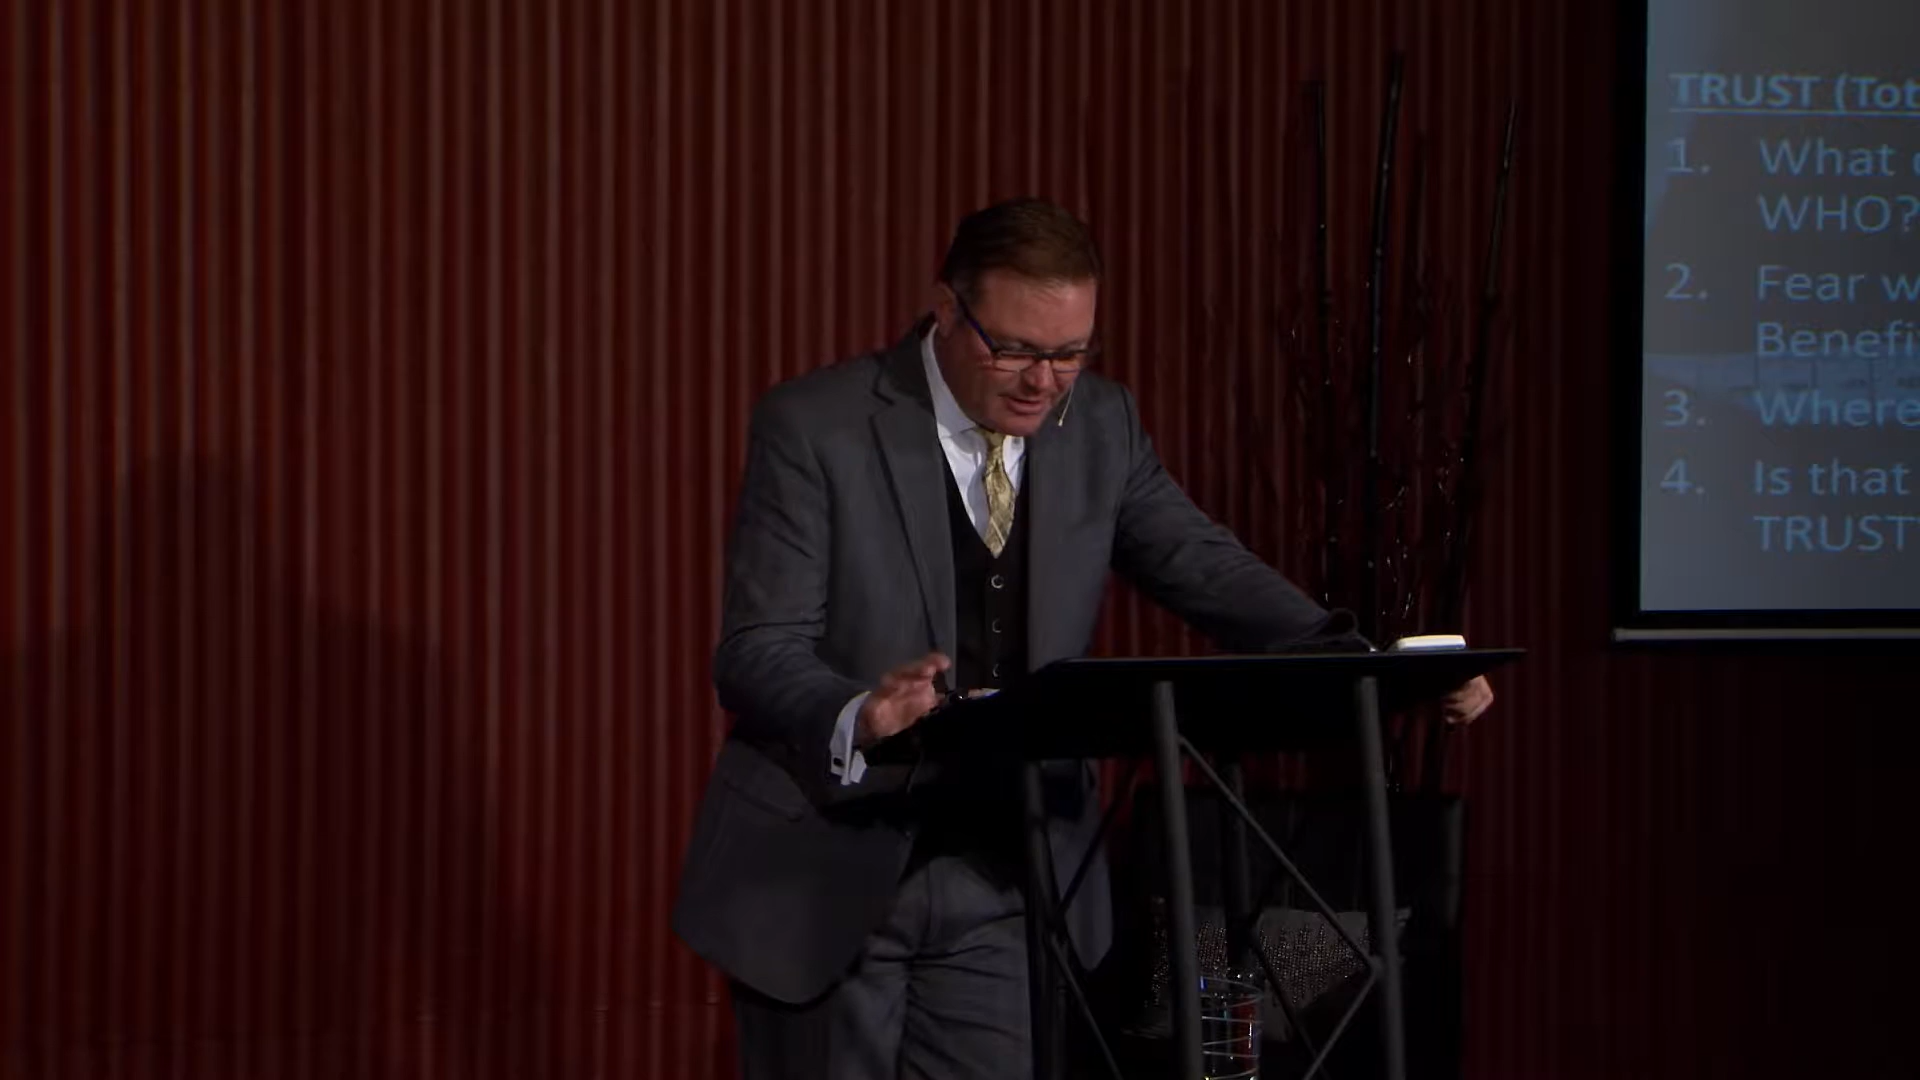 TRUST (Tot
1. What
WHO?
2. Fear w
Benefi
3. Where
4. Is that
TRUST